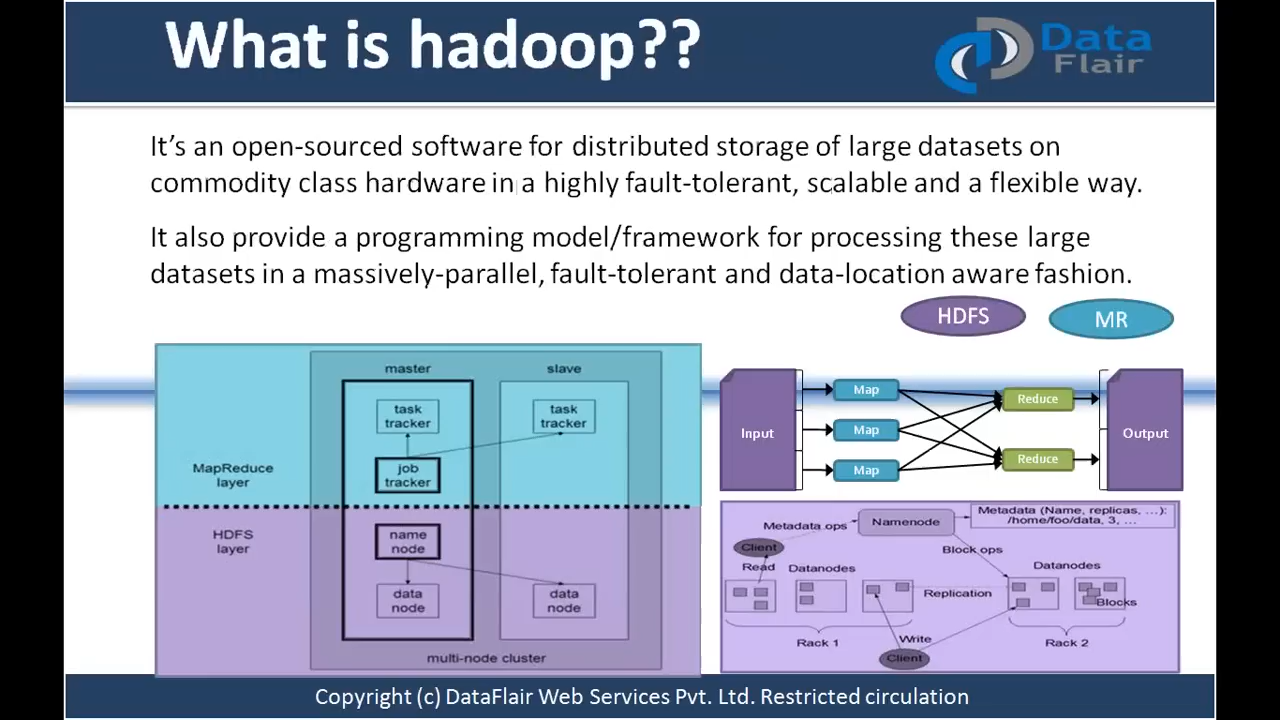 What is hadoop??
Data
Flair
It's an open-sourced software for distributed storage of large datasets on
commodity class hardware in a highly fault-tolerant, scalable and a flexible way.
It also provide a programming model/framework for processing these large
datasets in a massively-parallel, fault-tolerant and data-location aware fashion.
HDFS
MR
master
slave
task
tracker
task
tracker
job
tracker
MapReduce
layer
HDFS
layer
name
node
data
node
data
node
multi-node cluster
Input
Map
Map
Map
Reduce
Reduce
Output
Metadata (Name, replicas, ...):
/home/foo/data, 3, ...
Namenode
Metadata ops
Client
Block ops
Read
Datanodes
Datanodes
Replication
Blocks
Rack 1
Write
Rack 2
Client
Copyright (c) DataFlair Web Services Pvt. Ltd. Restricted circulation